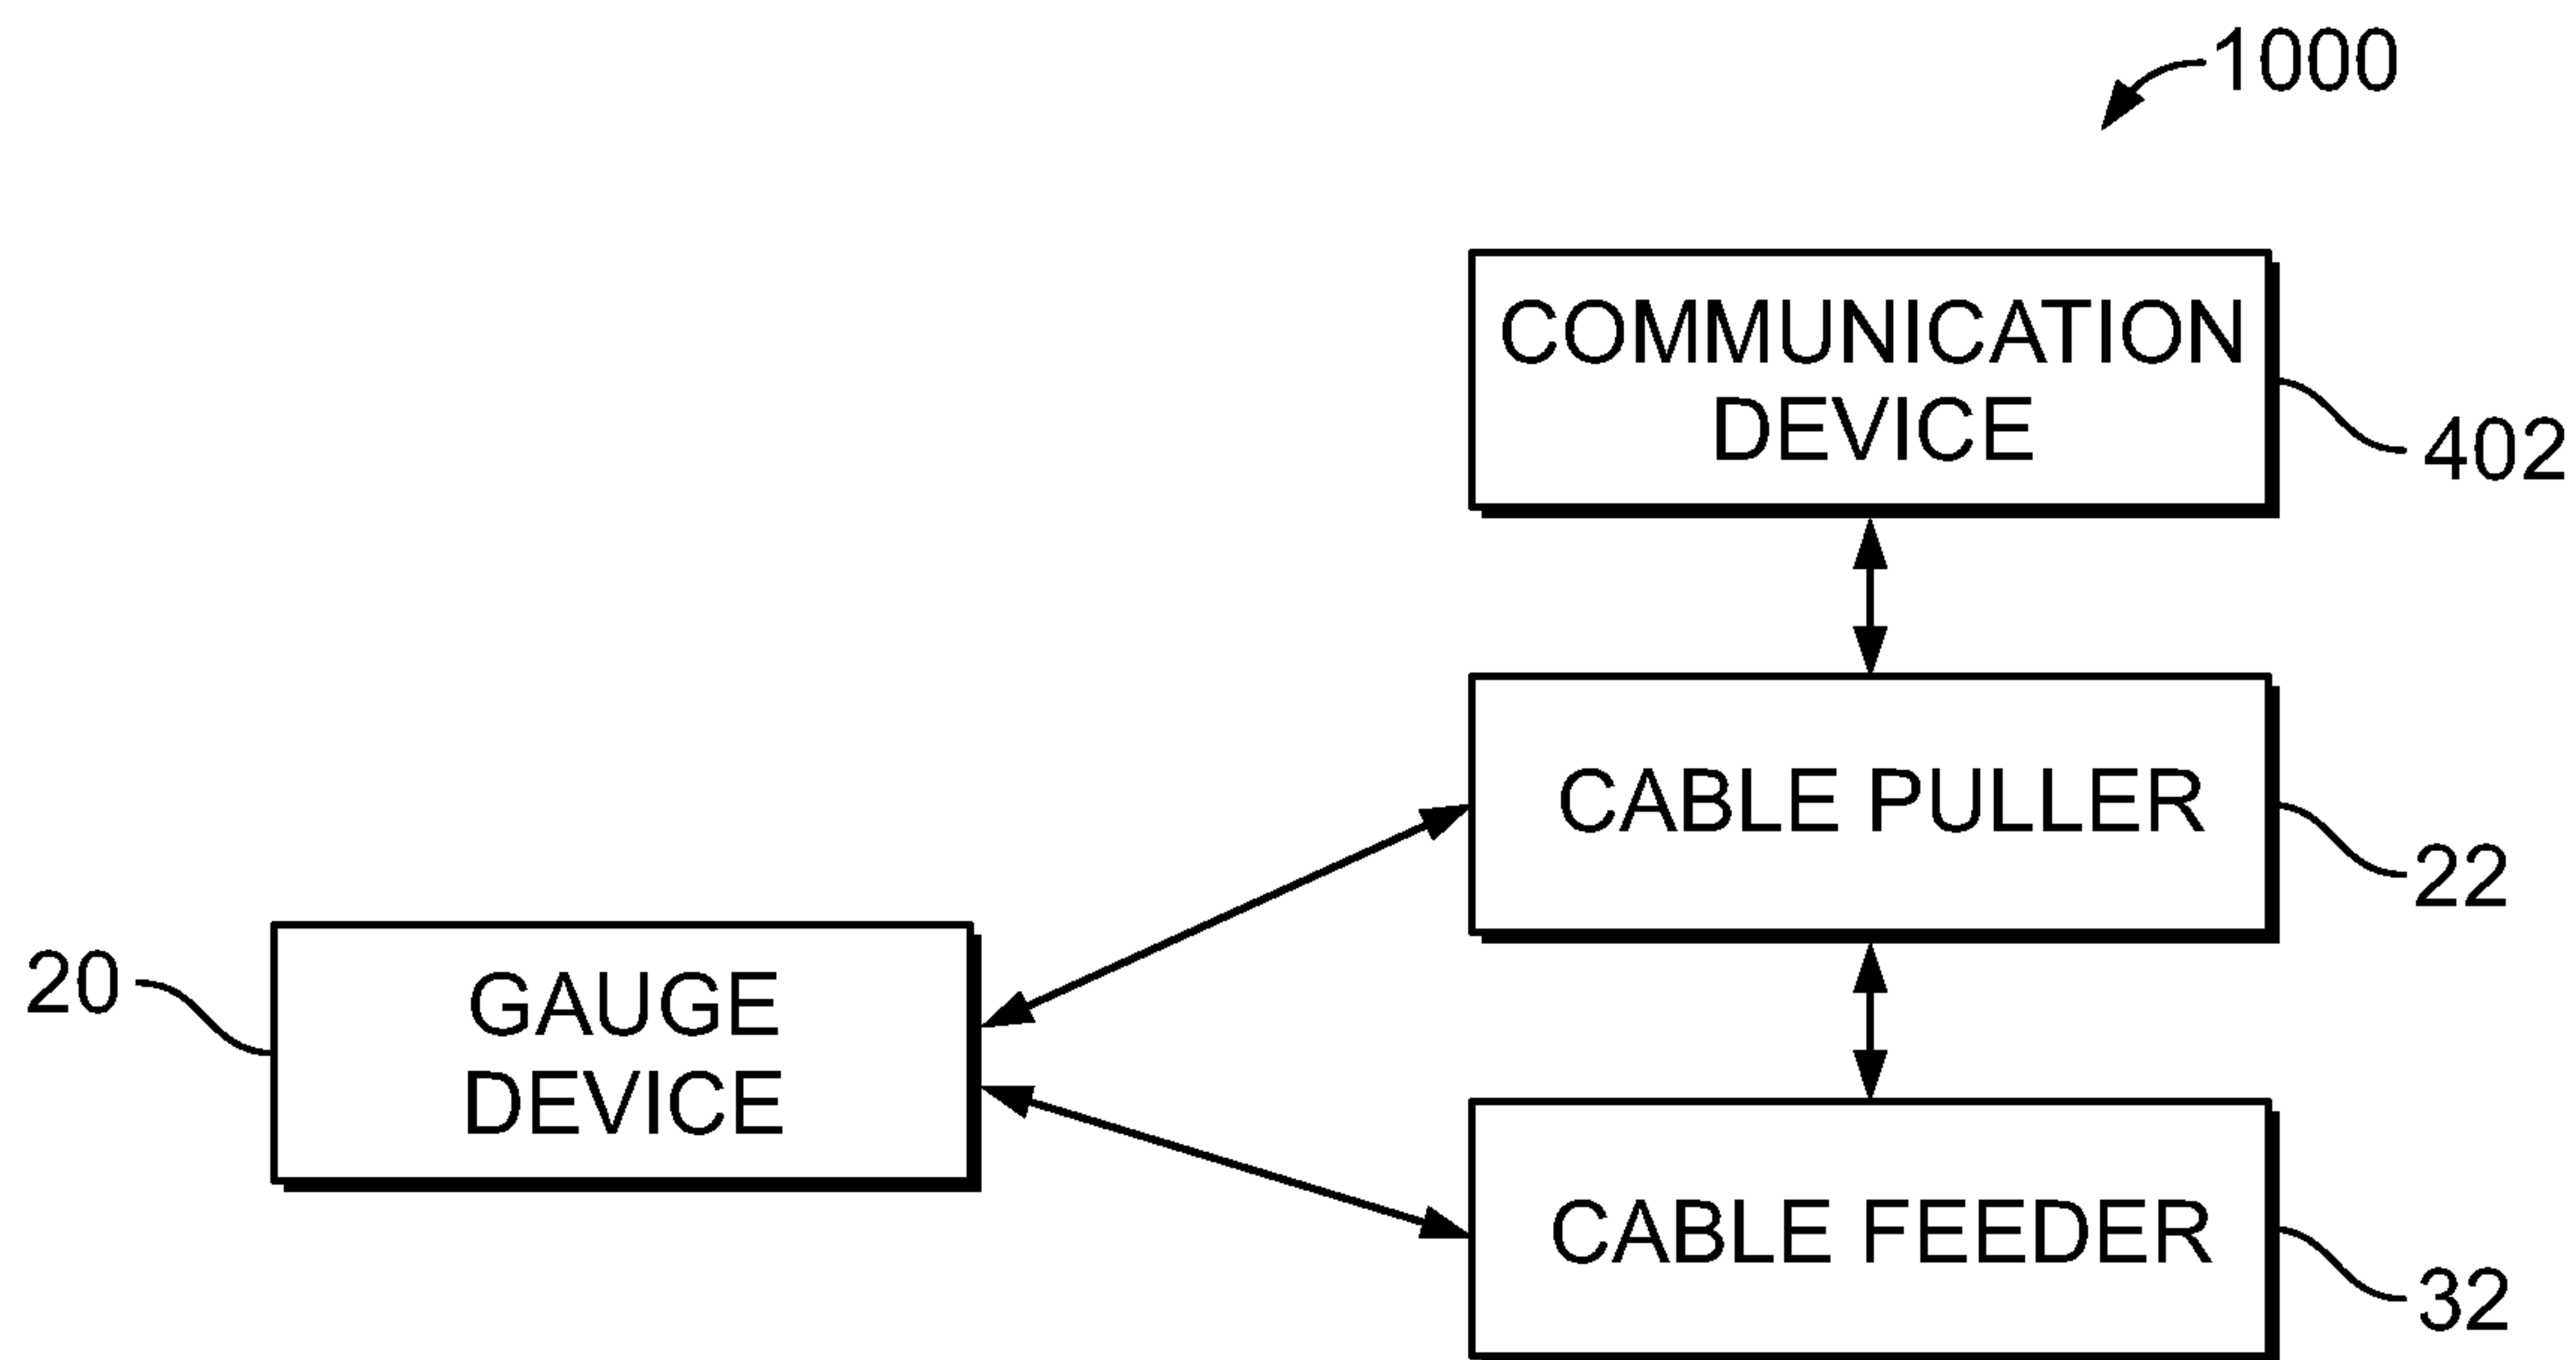 1000
COMMUNICATION
DEVICE
402
CABLE PULLER
22
20
GAUGE
DEVICE
CABLE FEEDER
32